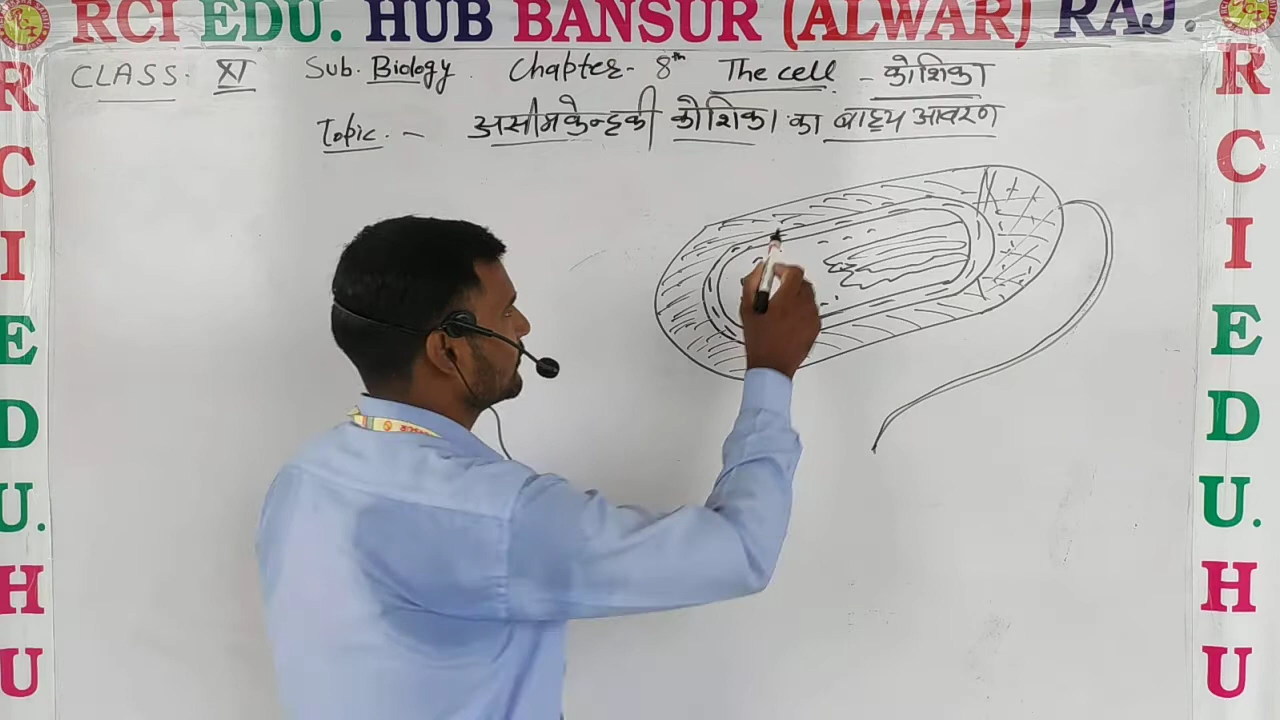 RCI EDU. HUB BANSUR (ALWAR) RAJ.
CLASS. XI Sub. Biology. Chapter- 8th The cell - कोशिका
Topic. - असीमकेन्द्रकी कोशिका का बाह्य आवरण
R
C
I
E
D
U.
H
U
R
C
I
E
D
U.
H
U